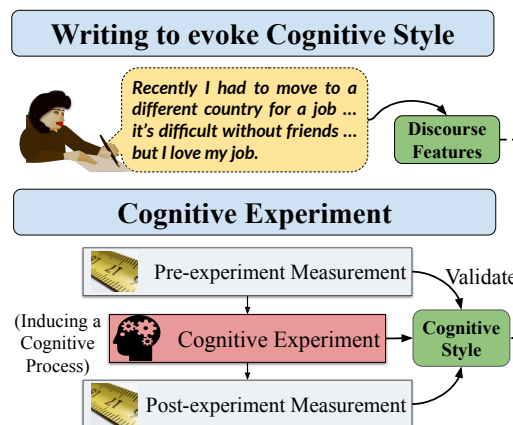 Writing to evoke Cognitive Style
Recently I had to move to a
different country for a job ...
it's difficult without friends ...
but I love my job.
Discourse
Features
Cognitive Experiment
Pre-experiment Measurement
Validate
(Inducing a
Cognitive
Process)
Cognitive Experiment
Cognitive
Style
Post-experiment Measurement